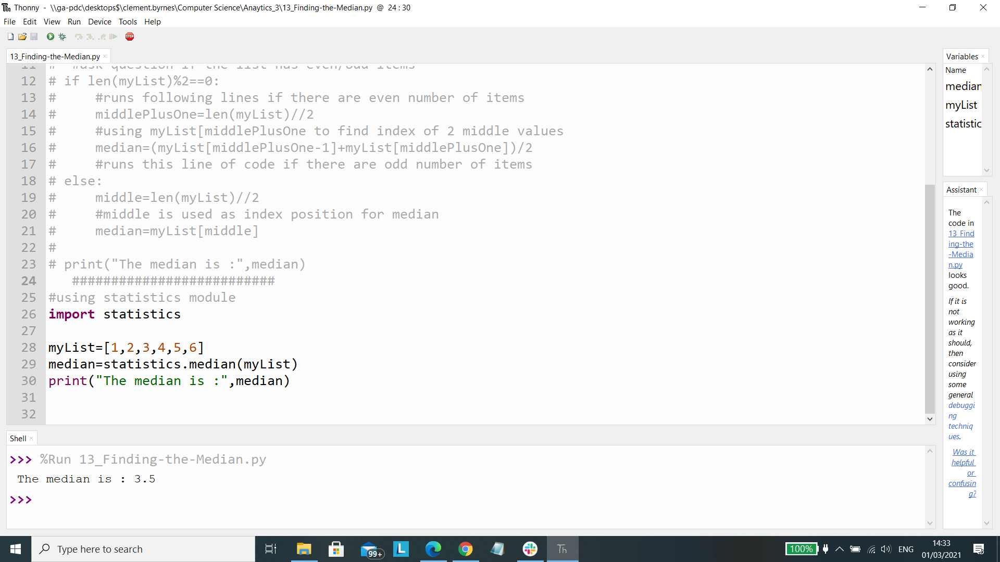 Thonny - \\ga-pdc\desktops$\clement.byrnes\Computer Science\Anaytics_3\13_Finding-the-Median.py @ 24 : 30
File Edit View Run Device Tools Help
STOP
13_Finding-the-Median.py
11 # #ask question if the list has even/odd items
12 # if len(myList)%2==0:
13 #     #runs following lines if there are even number of items
14 #     middlePlusOne=len(myList)//2
15 #     #using myList[middlePlusOne to find index of 2 middle values
16 #     median=(myList[middlePlusOne-1]+myList[middlePlusOne])/2
17 #     #runs this line of code if there are odd number of items
18 # else:
19 #     middle=len(myList)//2
20 #     #middle is used as index position for median
21 #     median=myList[middle]
22 #
23 # print("The median is :",median)
24    ##########################
25 #using statistics module
26 import statistics
27
28 myList=[1,2,3,4,5,6]
29 median=statistics.median(myList)
30 print("The median is :",median)
31
32
Shell
>>> %Run 13_Finding-the-Median.py
The median is : 3.5
>>>
Variables
Name
median
myList
statistic
Assistant
The
code in
13_Find
ing-the
-Media
n.py
looks
good.
If it is
not
working
as it
should,
then
consider
using
some
general
debuggi
ng
techniq
ues.
Was it
helpful
or
confusin
g?
Type here to search
99+
L
Th
100%
ENG
14:33
01/03/2021